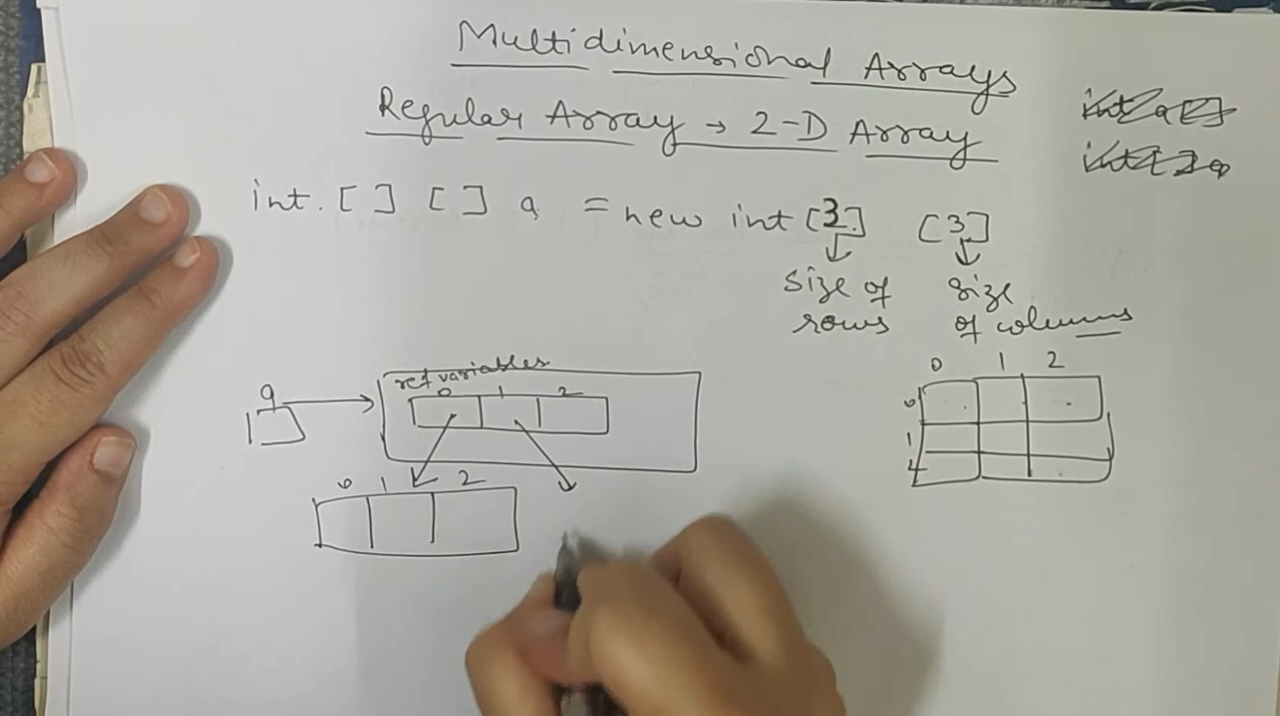 Multidimensional Arrays
Regular Array → 2-D Array
int. [ ] [ ] a = new int [3] [3]
size of rows
size of columns
a
ref variables
0 1 2
0 1 2
0 1 2
0
1
2